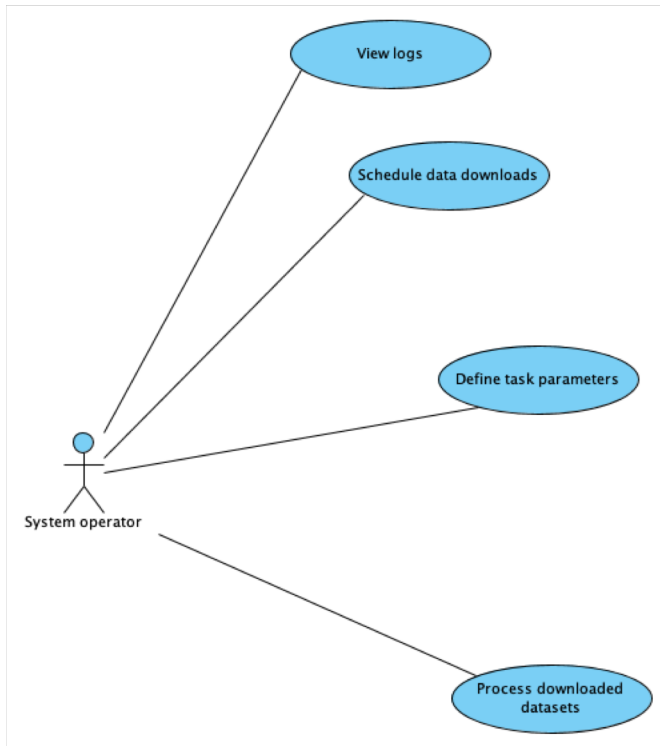 View logs
Schedule data downloads
Define task parameters
System operator
Process downloaded
datasets